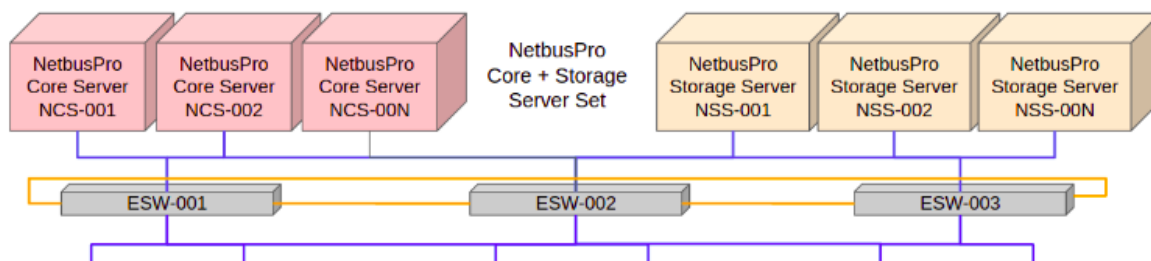 NetbusPro
Core Server
NCS-001
NetbusPro
Core Server
NCS-002
NetbusPro
Core Server
NCS-00N
NetbusPro
Core + Storage
Server Set
NetbusPro
Storage Server
NSS-001
NetbusPro
Storage Server
NSS-002
NetbusPro
Storage Server
NSS-00N
ESW-001
ESW-002
ESW-003